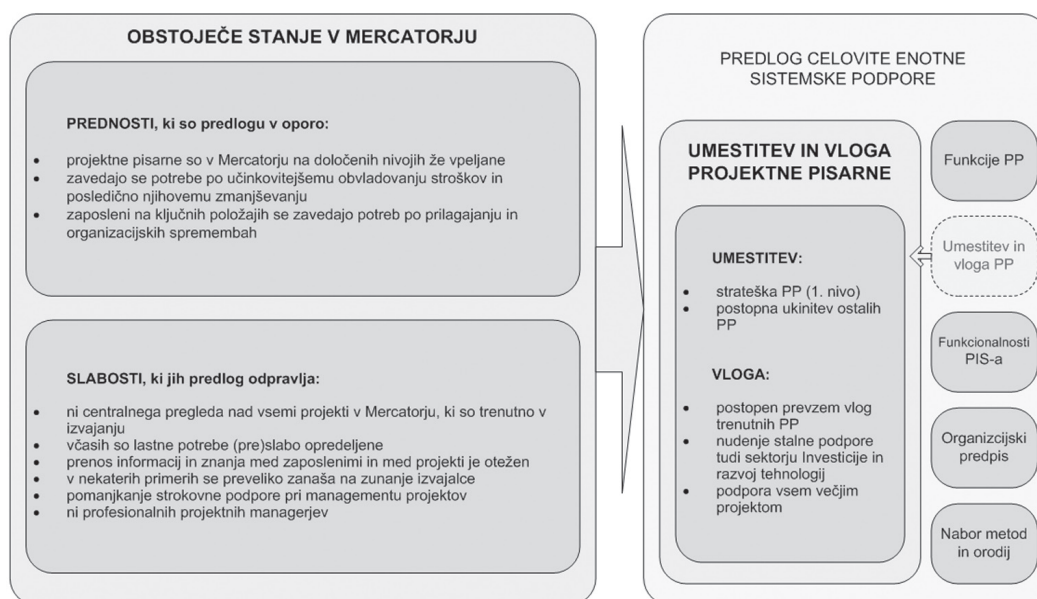 OBSTOJEČE STANJE V MERCATORJU
PREDNOSTI, ki so predlogu v oporo:
• projektne pisarne so v Mercatorju na določenih nivojih že vpeljane
• zavedajo se potrebe po učinkovitejšemu obvladovanju stroškov in
posledično njihovemu zmanjševanju
• zaposleni na ključnih položajih se zavedajo potreb po prilagajanju in
organizacijskih spremembah
SLABOSTI, ki jih predlog odpravlja:
• ni centralnega pregleda nad vsemi projekti v Mercatorju, ki so trenutno v
izvajanju
• včasih so lastne potrebe (pre)slabo opredeljene
• prenos informacij in znanja med zaposlenimi in med projekti je otežen
• v nekaterih primerih se preveliko zanaša na zunanje izvajalce
• pomanjkanje strokovne podpore pri managementu projektov
• ni profesionalnih projektnih managerjev
PREDLOG CELOVITE ENOTNE
SISTEMSKE PODPORE
UMESTITEV IN VLOGA
PROJEKTNE PISARNE
UMESTITEV:
• strateška PP (1. nivo)
• postopna ukinitev ostalih
PP
VLOGA:
• postopen prevzem vlog
trenutnih PP
• nudenje stalne podpore
tudi sektorju Investicije in
razvoj tehnologij
• podpora vsem večjim
projektom
Funkcije PP
Umestitev in
vloga PP
Funkcionalnosti
PIS-a
Organizcijski
predpis
Nabor metod
in orodij